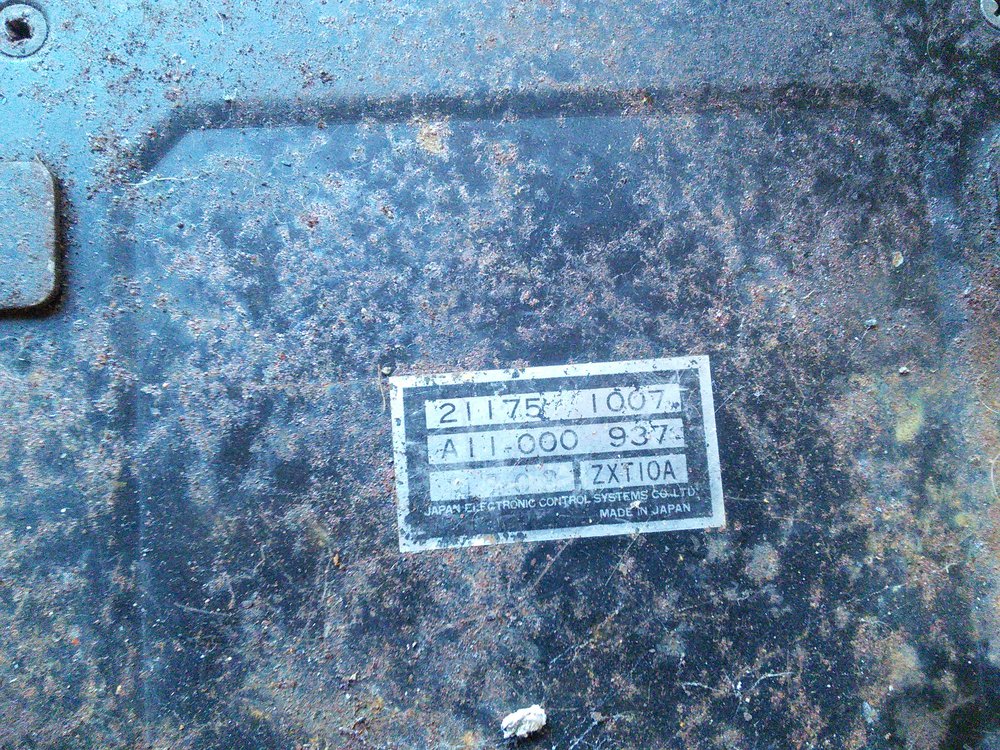 21175 1007
A11-000 937
ZXT10A
JAPAN ELECTRONIC CONTROL SYSTEMS CO.,LTD.
MADE IN JAPAN